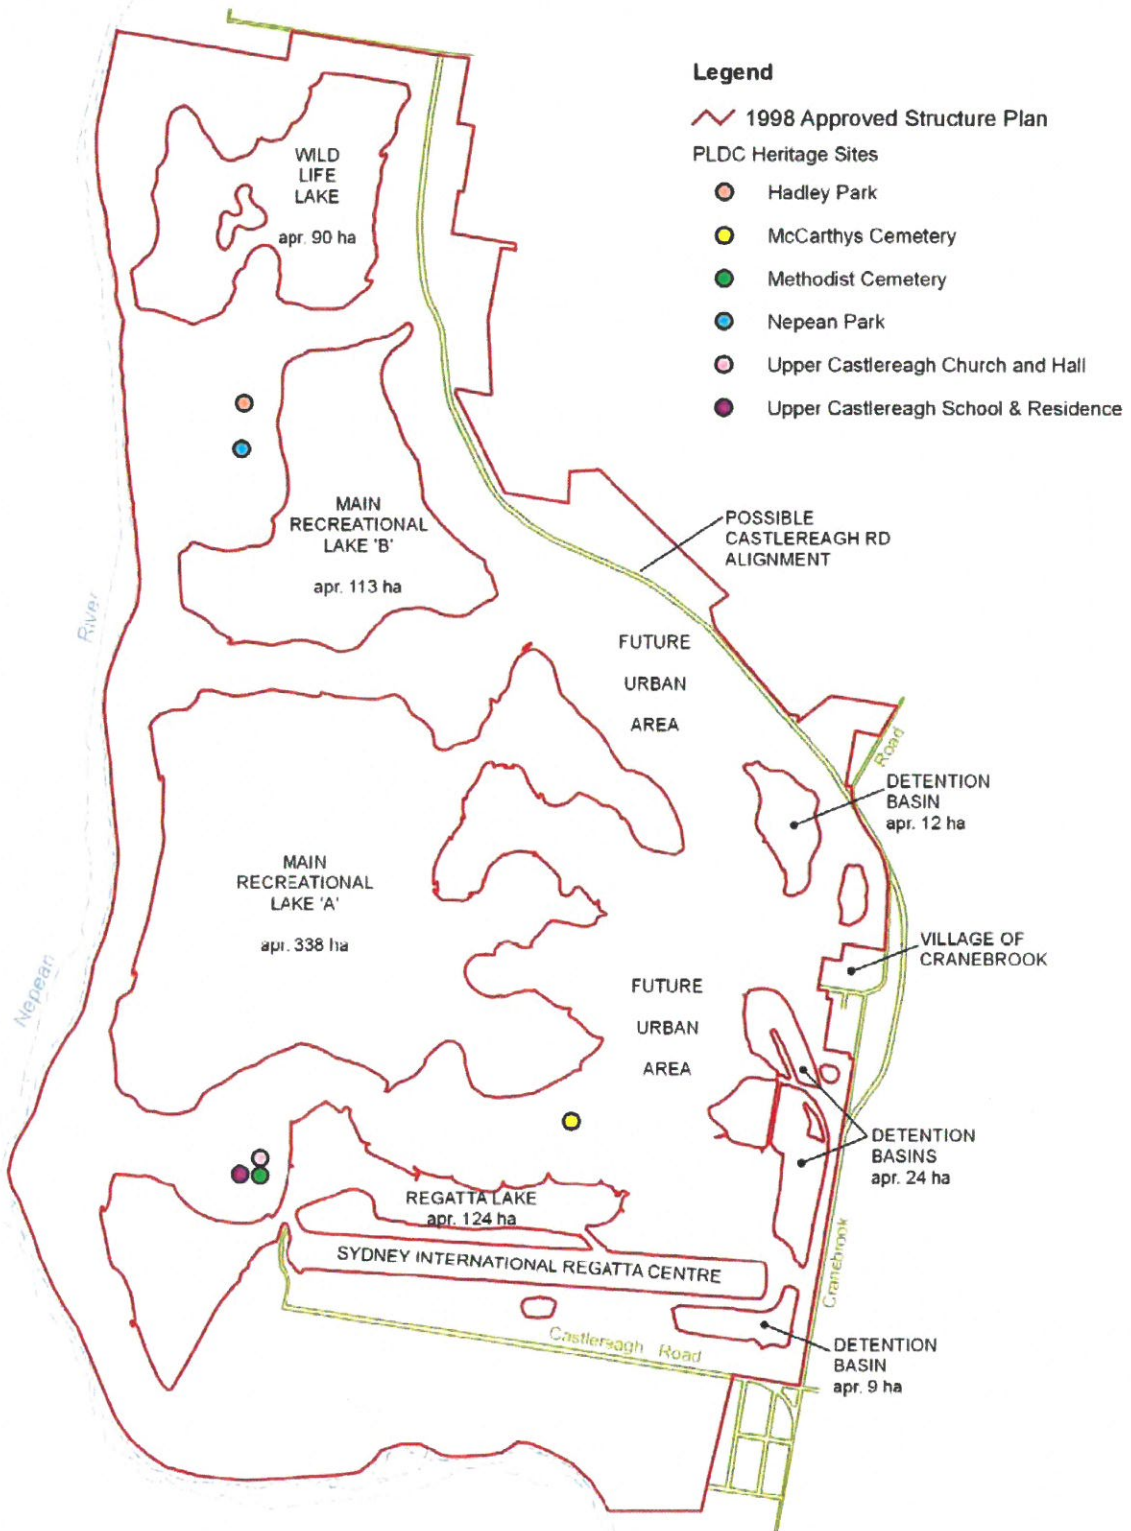 Legend
1998 Approved Structure Plan
PLDC Heritage Sites
Hadley Park
McCarthys Cemetery
Methodist Cemetery
Nepean Park
Upper Castlereagh Church and Hall
Upper Castlereagh School & Residence
WILD
LIFE
LAKE
apr. 90 ha
MAIN
RECREATIONAL
LAKE 'B'
apr. 113 ha
POSSIBLE
CASTLEREAGH RD
ALIGNMENT
River
FUTURE
URBAN
AREA
Road
DETENTION
BASIN
apr. 12 ha
MAIN
RECREATIONAL
LAKE 'A'
apr. 338 ha
VILLAGE OF
CRANEBROOK
Nepean
FUTURE
URBAN
AREA
DETENTION
BASINS
apr. 24 ha
REGATTA LAKE
apr. 124 ha
SYDNEY INTERNATIONAL REGATTA CENTRE
Cranebrook
Castlereagh Road
DETENTION
BASIN
apr. 9 ha